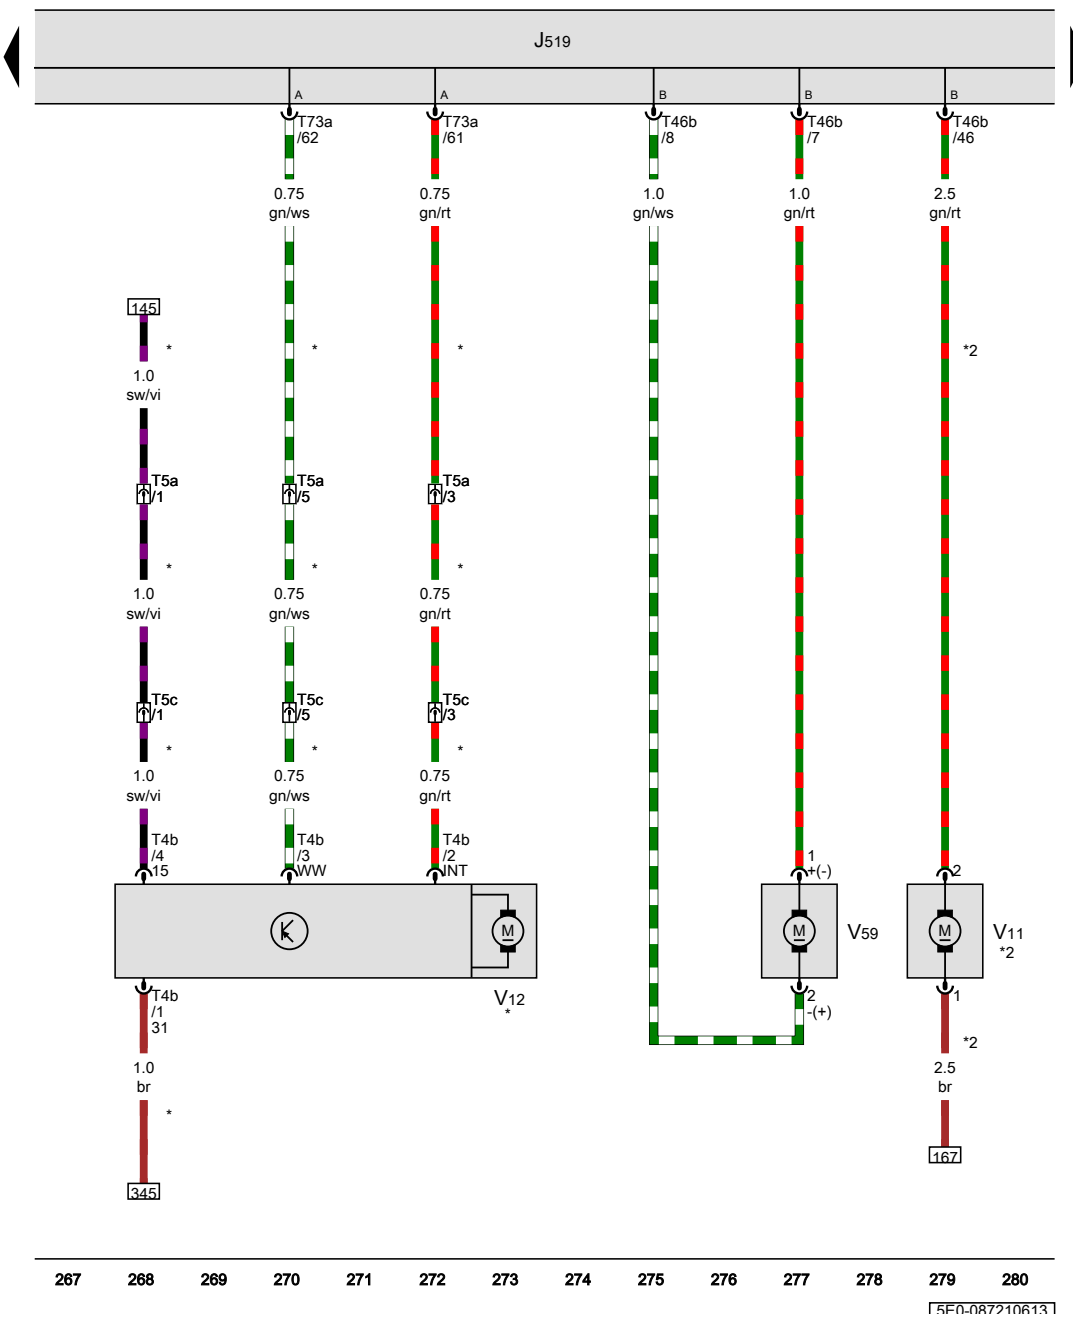 J519
A
A
B
B
B
T73a
/62
T73a
/61
T46b
/8
T46b
/7
T46b
/46
0.75
gn/ws
0.75
gn/rt
1.0
gn/ws
1.0
gn/rt
2.5
gn/rt
145
*
*
*
*2
1.0
sw/vi
T5a
/1
T5a
/5
T5a
/3
*
*
*
1.0
sw/vi
0.75
gn/ws
0.75
gn/rt
T5c
/1
T5c
/5
T5c
/3
*
*
*
1.0
sw/vi
0.75
gn/ws
0.75
gn/rt
T4b
/4
15
T4b
/3
WW
T4b
/2
INT
1
+(-)
2
M
M
V59
M
V11
*2
T4b
/1
31
V12
*
2
-(+)
1
*2
1.0
br
2.5
br
*
167
345
267 268 269 270 271 272 273 274 275 276 277 278 279 280
5E0-087210613